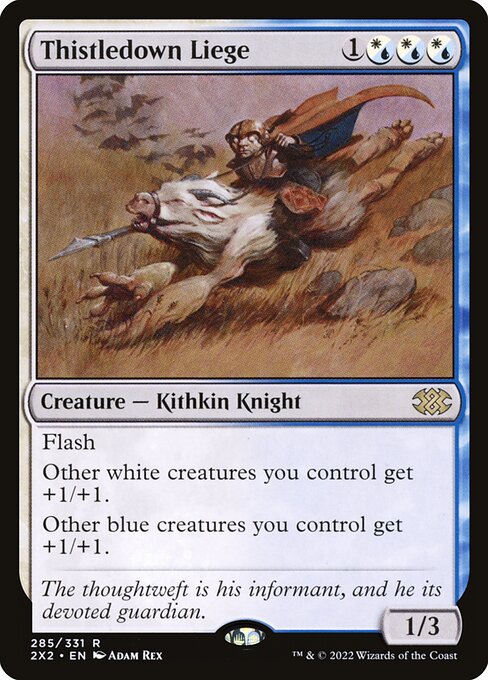 Thistledown Liege 1
Creature — Kithkin Knight
Flash
Other white creatures you control get
+1/+1.
Other blue creatures you control get
+1/+1.
The thoughtweft is his informant, and he its
devoted guardian.
1/3
285/331 R
2X2 • EN Adam Rex
™ & © 2022 Wizards of the Coast